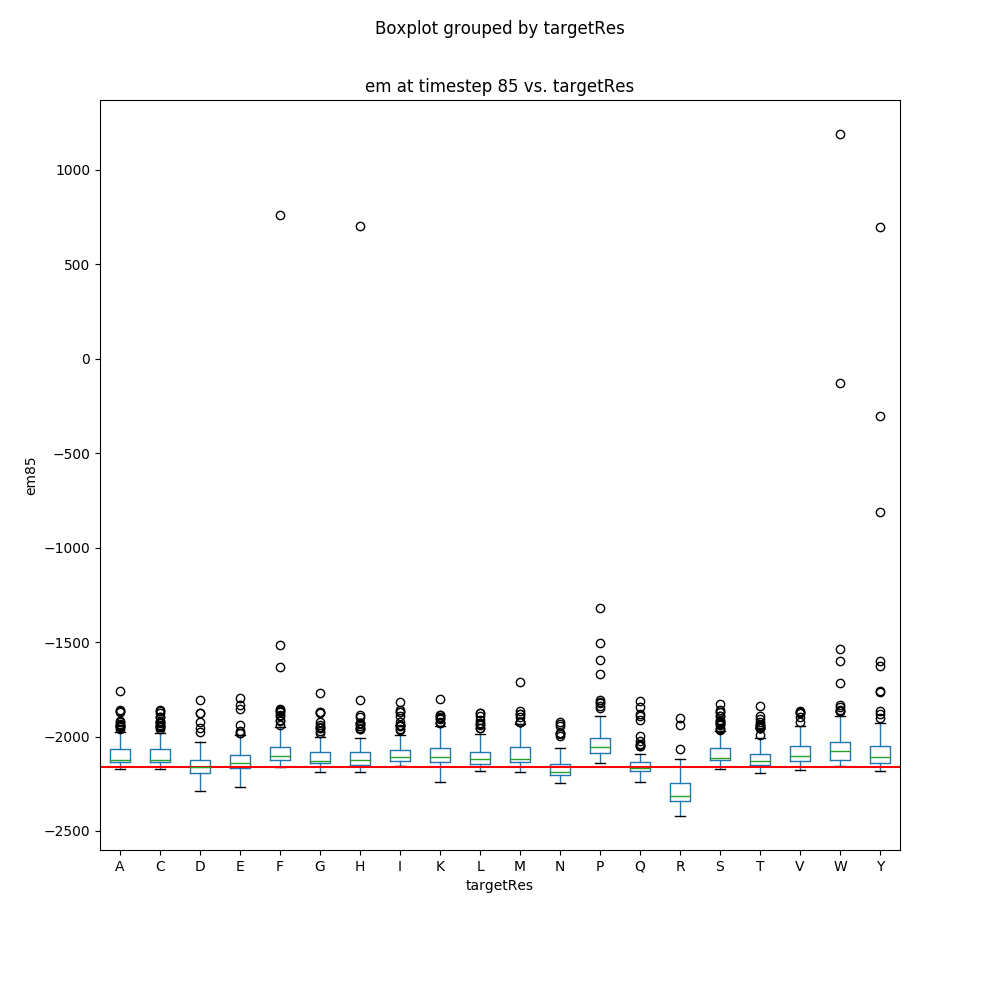 Boxplot grouped by targetRes
em at timestep 85 vs. targetRes
1000
500
0
−500
−1000
−1500
−2000
−2500
em85
A C D E F G H I K L M N P Q R S T V W Y
targetRes